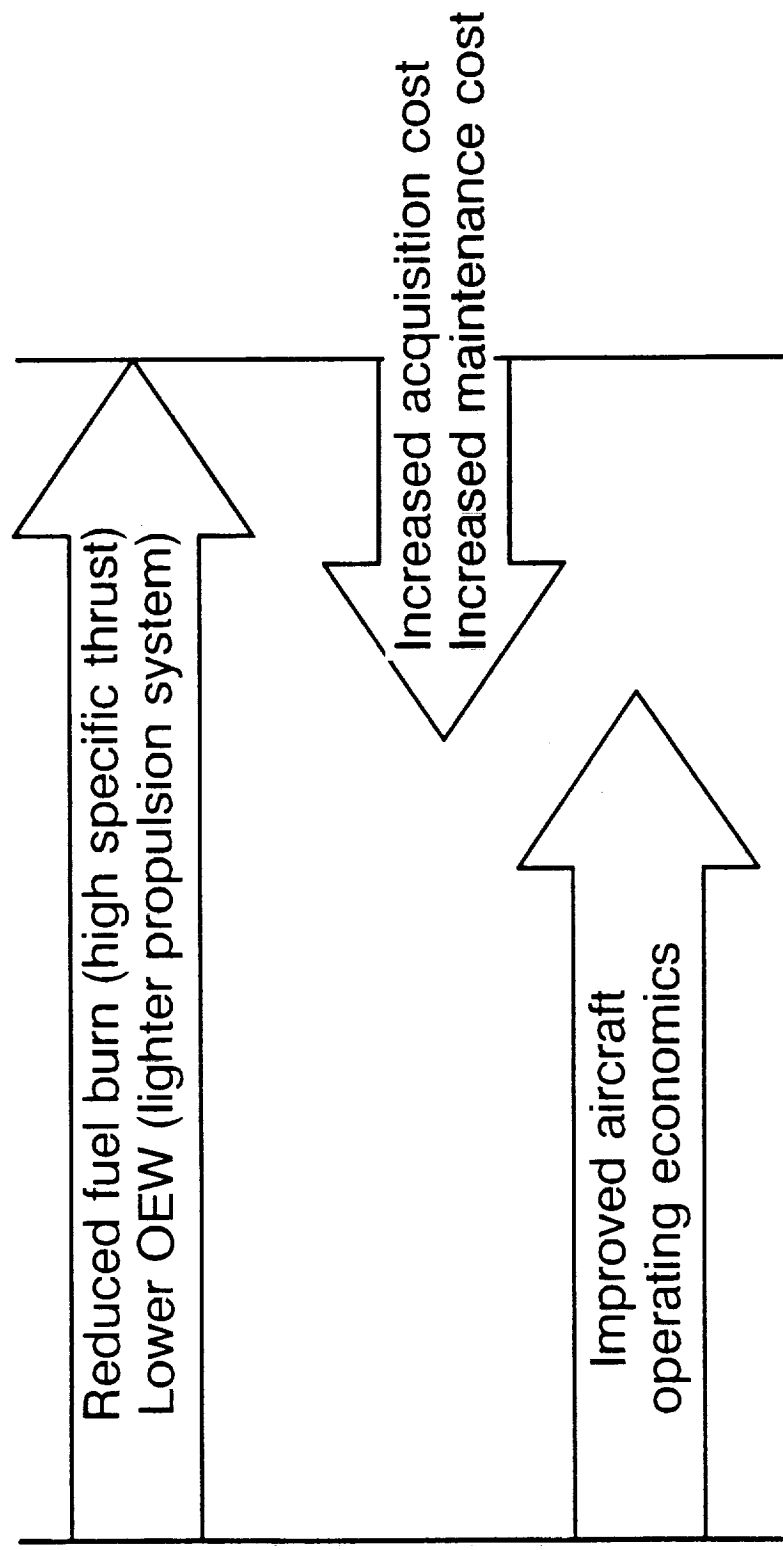 Reduced fuel burn (high specific thrust)
Lower OEW (lighter propulsion system)
Increased acquisition cost
Increased maintenance cost
Improved aircraft
operating economics